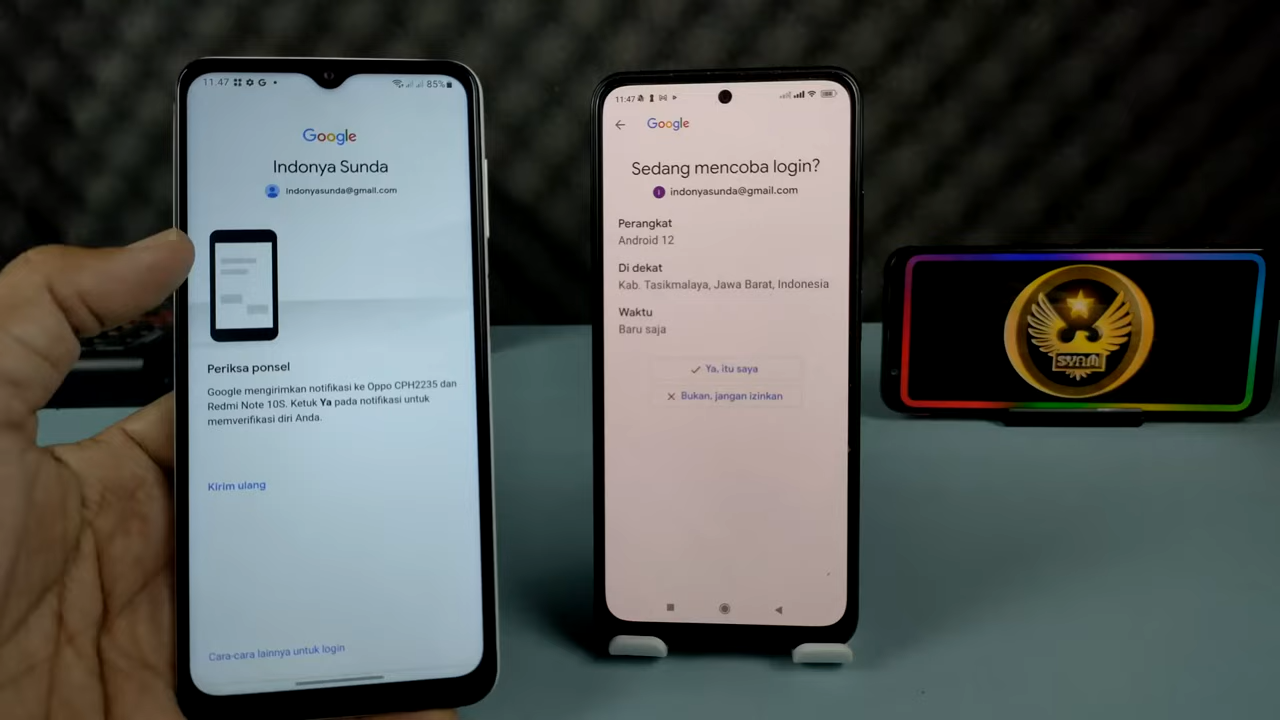 11.47
85%
Google
Indonya Sunda
indonyasunda@gmail.com
Periksa ponsel
Google mengirimkan notifikasi ke Oppo CPH2235 dan
Redmi Note 10S. Ketuk Ya pada notifikasi untuk
memverifikasi diri Anda.
Kirim ulang
Cara-cara lainnya untuk login
11:47
Google
Sedang mencoba login?
indonyasunda@gmail.com
Perangkat
Android 12
Di dekat
Kab. Tasikmalaya, Jawa Barat, Indonesia
Waktu
Baru saja
Ya, itu saya
Bukan, jangan izinkan
SYAM